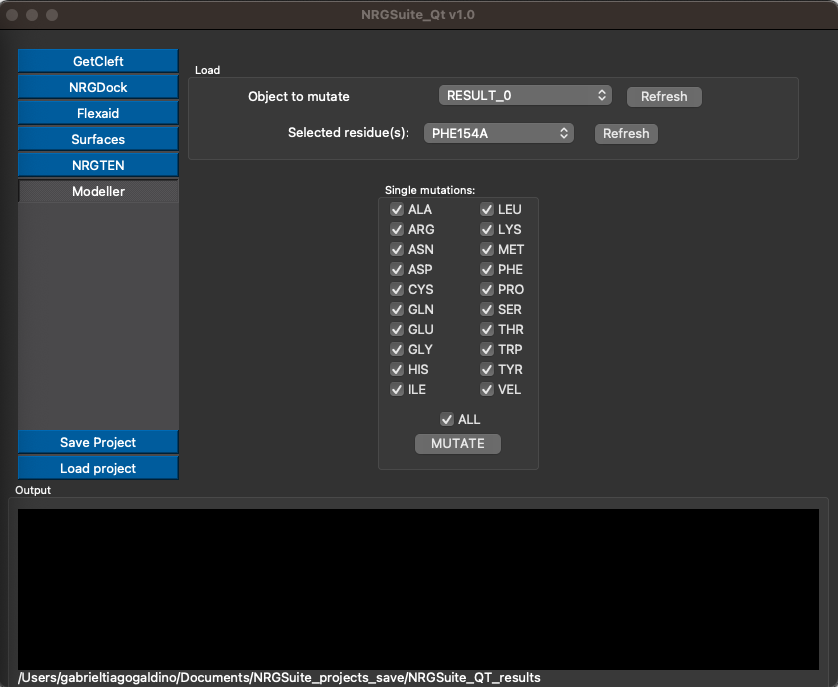 NRGSuite_Qt v1.0
GetCleft
NRGDock
Flexaid
Surfaces
NRGTEN
Modeller
Save Project
Load project
Load
Object to mutate RESULT_0 Refresh
Selected residue(s): PHE154A Refresh
Single mutations:
ALA LEU
ARG LYS
ASN MET
ASP PHE
CYS PRO
GLN SER
GLU THR
GLY TRP
HIS TYR
ILE VEL
ALL
MUTATE
Output
/Users/gabrieltiagogaldino/Documents/NRGSuite_projects_save/NRGSuite_QT_results